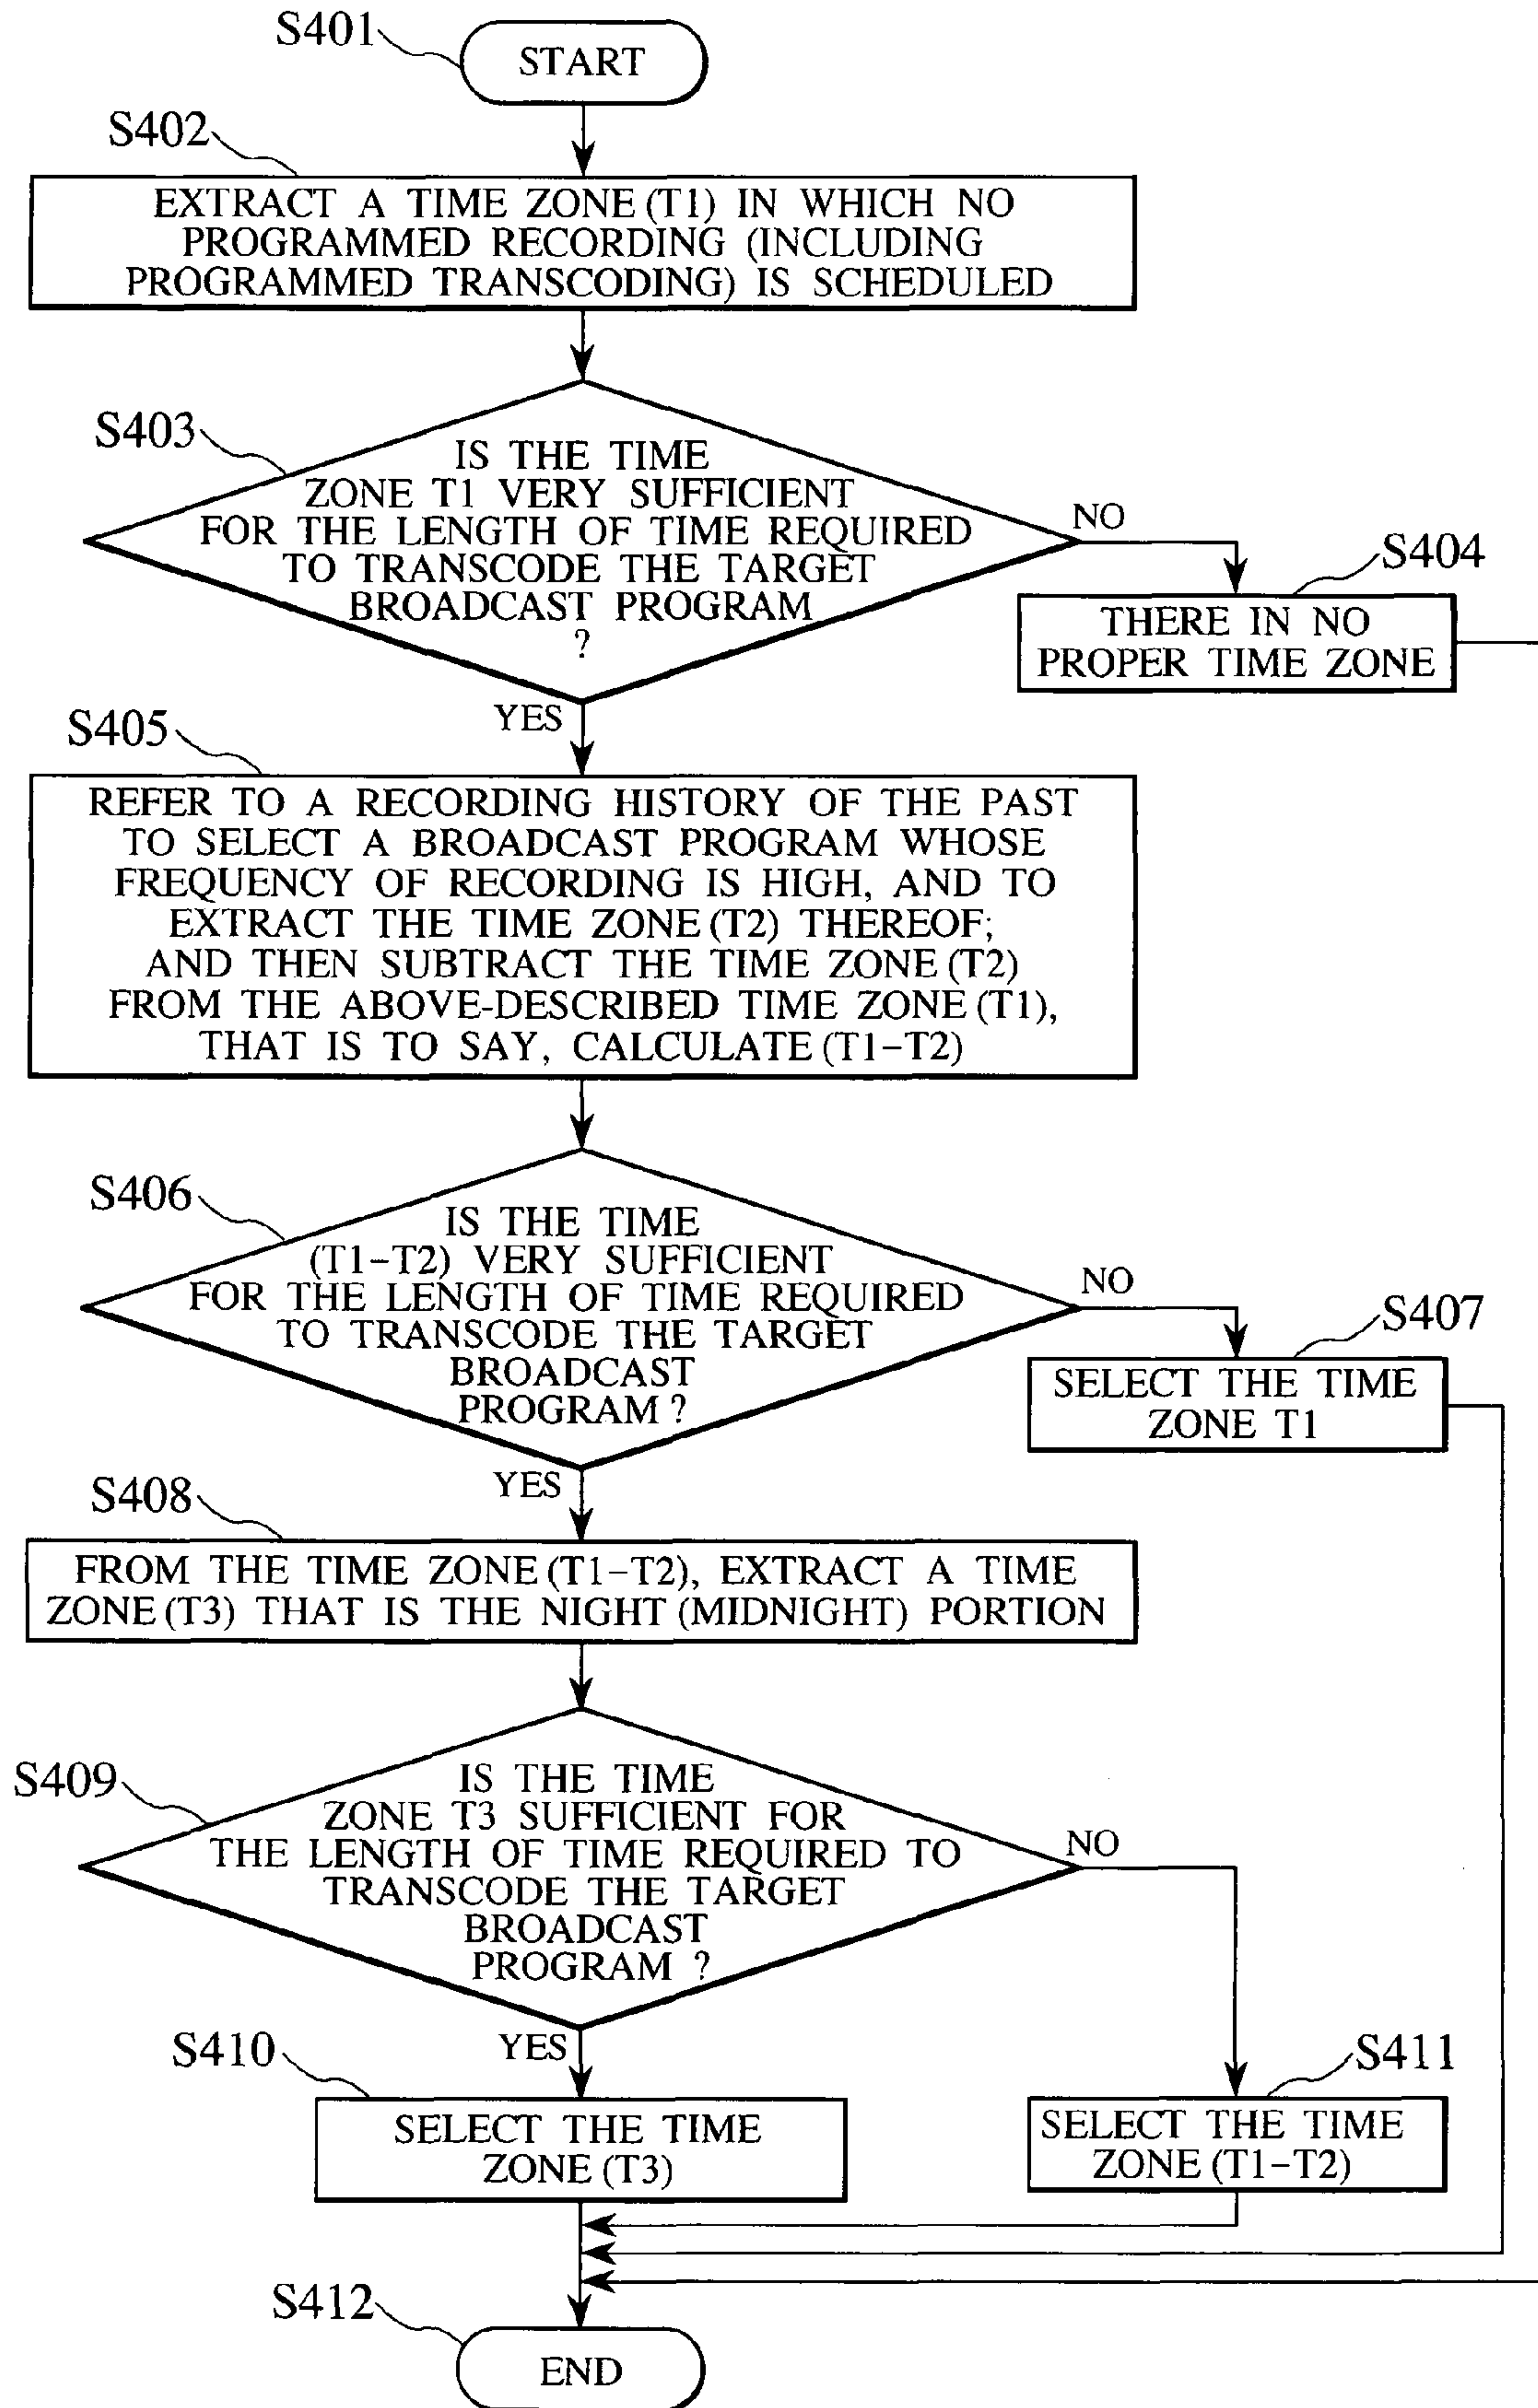 S401
START
S402
EXTRACT A TIME ZONE (T1) IN WHICH NO
PROGRAMMED RECORDING (INCLUDING
PROGRAMMED TRANSCODING) IS SCHEDULED
S403
IS THE TIME
ZONE T1 VERY SUFFICIENT
FOR THE LENGTH OF TIME REQUIRED
TO TRANSCODE THE TARGET
BROADCAST PROGRAM
?
NO
S404
THERE IN NO
PROPER TIME ZONE
YES
S405
REFER TO A RECORDING HISTORY OF THE PAST
TO SELECT A BROADCAST PROGRAM WHOSE
FREQUENCY OF RECORDING IS HIGH, AND TO
EXTRACT THE TIME ZONE (T2) THEREOF;
AND THEN SUBTRACT THE TIME ZONE (T2)
FROM THE ABOVE-DESCRIBED TIME ZONE (T1),
THAT IS TO SAY, CALCULATE (T1-T2)
S406
IS THE TIME
(T1-T2) VERY SUFFICIENT
FOR THE LENGTH OF TIME REQUIRED
TO TRANSCODE THE TARGET
BROADCAST
PROGRAM ?
NO
S407
SELECT THE TIME
ZONE T1
YES
S408
FROM THE TIME ZONE (T1-T2), EXTRACT A TIME
ZONE (T3) THAT IS THE NIGHT (MIDNIGHT) PORTION
S409
IS THE TIME
ZONE T3 SUFFICIENT FOR
THE LENGTH OF TIME REQUIRED TO
TRANSCODE THE TARGET
BROADCAST
PROGRAM ?
NO
YES
S410
SELECT THE TIME
ZONE (T3)
S411
SELECT THE TIME
ZONE (T1-T2)
S412
END